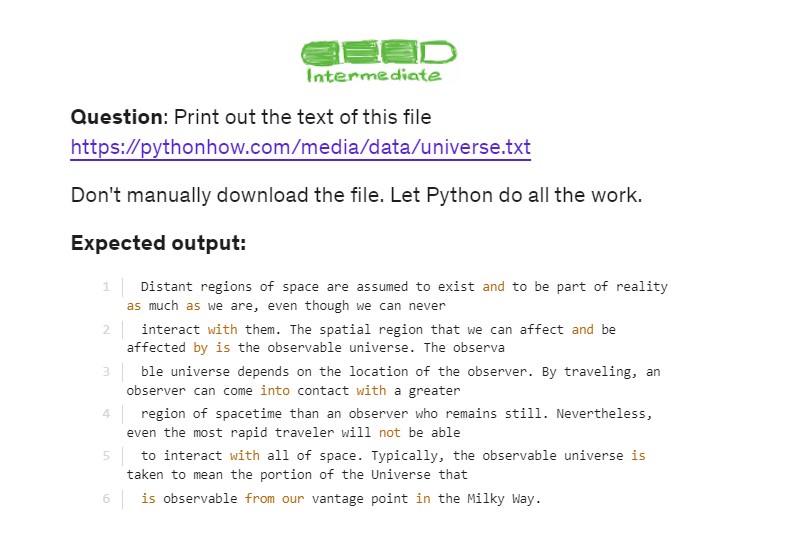 Intermediate
Question: Print out the text of this file
https://pythonhow.com/media/data/universe.txt
Don't manually download the file. Let Python do all the work.
Expected output:
1 Distant regions of space are assumed to exist and to be part of reality
as much as we are, even though we can never
2 interact with them. The spatial region that we can affect and be
affected by is the observable universe. The observa
3 ble universe depends on the location of the observer. By traveling, an
observer can come into contact with a greater
4 region of spacetime than an observer who remains still. Nevertheless,
even the most rapid traveler will not be able
5 to interact with all of space. Typically, the observable universe is
taken to mean the portion of the Universe that
6 is observable from our vantage point in the Milky Way.